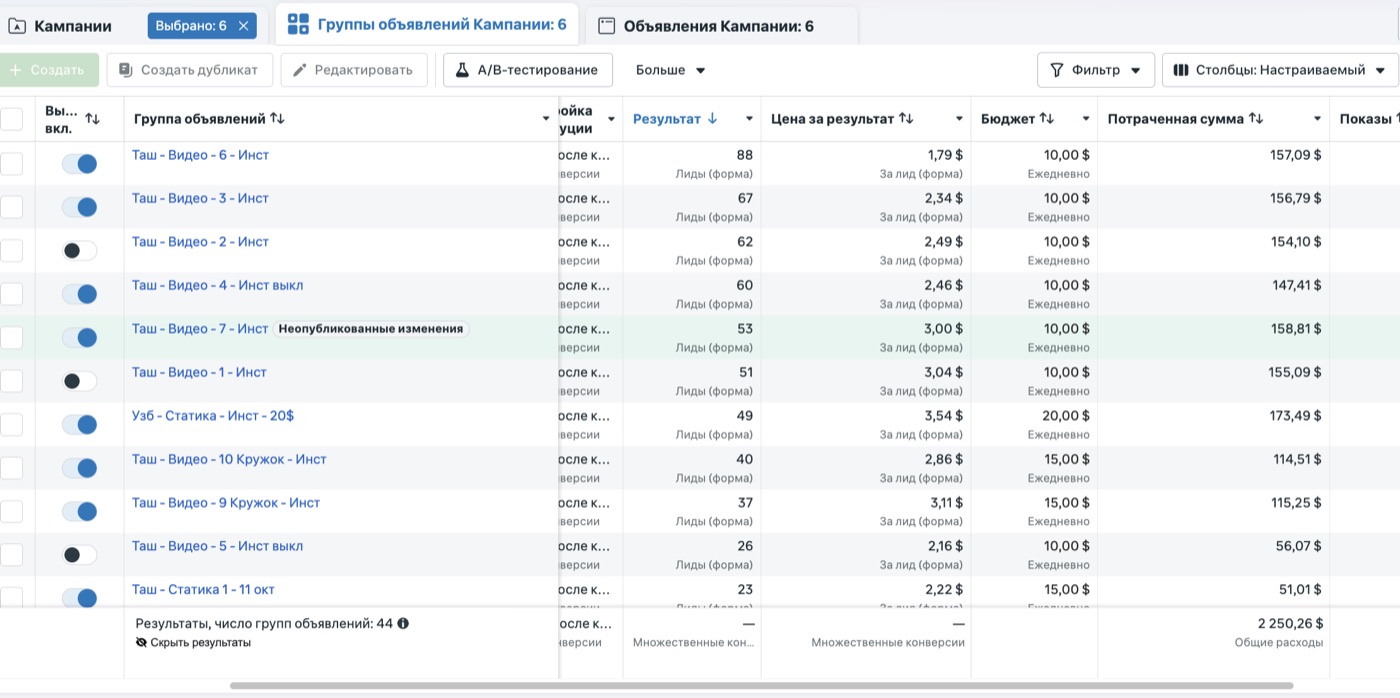 Кампании
Выбрано: 6
Группы объявлений Кампании: 6
Объявления Кампании: 6
+ Создать
Создать дубликат
Редактировать
A/B-тестирование
Больше
Фильтр
Столбцы: Настраиваемый
Вы... вкл.
Группа объявлений
ойка уции
Результат
Цена за результат
Бюджет
Потраченная сумма
Показы
Таш - Видео - 6 - Инст осле к... 88 1,79 $ 10,00 $ 157,09 $
версии Лиды (форма) За лид (форма) Ежедневно
Таш - Видео - 3 - Инст осле к... 67 2,34 $ 10,00 $ 156,79 $
версии Лиды (форма) За лид (форма) Ежедневно
Таш - Видео - 2 - Инст осле к... 62 2,49 $ 10,00 $ 154,10 $
версии Лиды (форма) За лид (форма) Ежедневно
Таш - Видео - 4 - Инст выкл осле к... 60 2,46 $ 10,00 $ 147,41 $
версии Лиды (форма) За лид (форма) Ежедневно
Таш - Видео - 7 - Инст Неопубликованные изменения осле к... 53 3,00 $ 10,00 $ 158,81 $
версии Лиды (форма) За лид (форма) Ежедневно
Таш - Видео - 1 - Инст осле к... 51 3,04 $ 10,00 $ 155,09 $
версии Лиды (форма) За лид (форма) Ежедневно
Узб - Статика - Инст - 20$ осле к... 49 3,54 $ 20,00 $ 173,49 $
версии Лиды (форма) За лид (форма) Ежедневно
Таш - Видео - 10 Кружок - Инст осле к... 40 2,86 $ 15,00 $ 114,51 $
версии Лиды (форма) За лид (форма) Ежедневно
Таш - Видео - 9 Кружок - Инст осле к... 37 3,11 $ 15,00 $ 115,25 $
версии Лиды (форма) За лид (форма) Ежедневно
Таш - Видео - 5 - Инст выкл осле к... 26 2,16 $ 10,00 $ 56,07 $
версии Лиды (форма) За лид (форма) Ежедневно
Таш - Статика 1 - 11 окт осле к... 23 2,22 $ 15,00 $ 51,01 $
Результаты, число групп объявлений: 44 осле к... — — 2 250,26 $
Скрыть результаты версии Множественные кон... Множественные конверсии Общие расходы